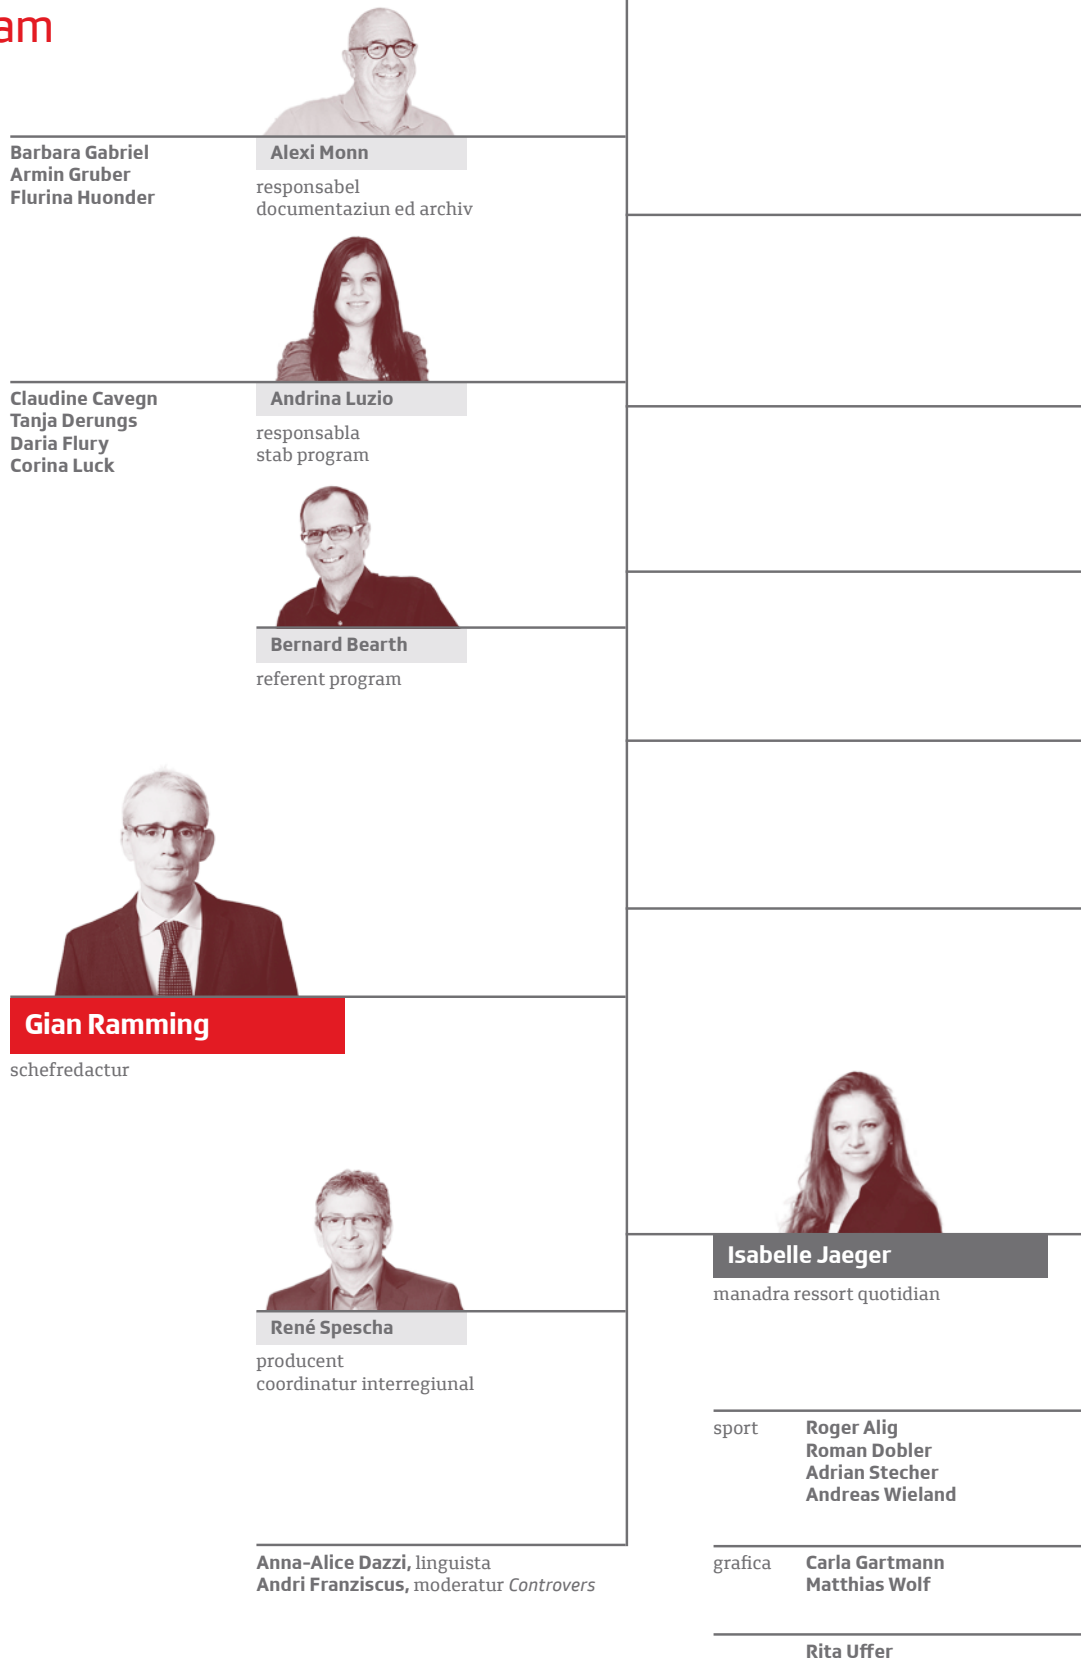 Barbara Gabriel
Armin Gruber
Flurina Huonder
Alexi Monn
responsabel
documentaziun ed archiv
Claudine Cavegn
Tanja Derungs
Daria Flury
Corina Luck
Andrina Luzio
responsabla
stab program
Bernard Bearth
referent program
Gian Ramming
schefredactur
René Spescha
producent
coordinatur interregiunal
Anna-Alice Dazzi, linguista
Andri Franziscus, moderatur Controvers
Isabelle Jaeger
manadra ressort quotidian
sport Roger Alig
Roman Dobler
Adrian Stecher
Andreas Wieland
grafica Carla Gartmann
Matthias Wolf
Rita Uffer